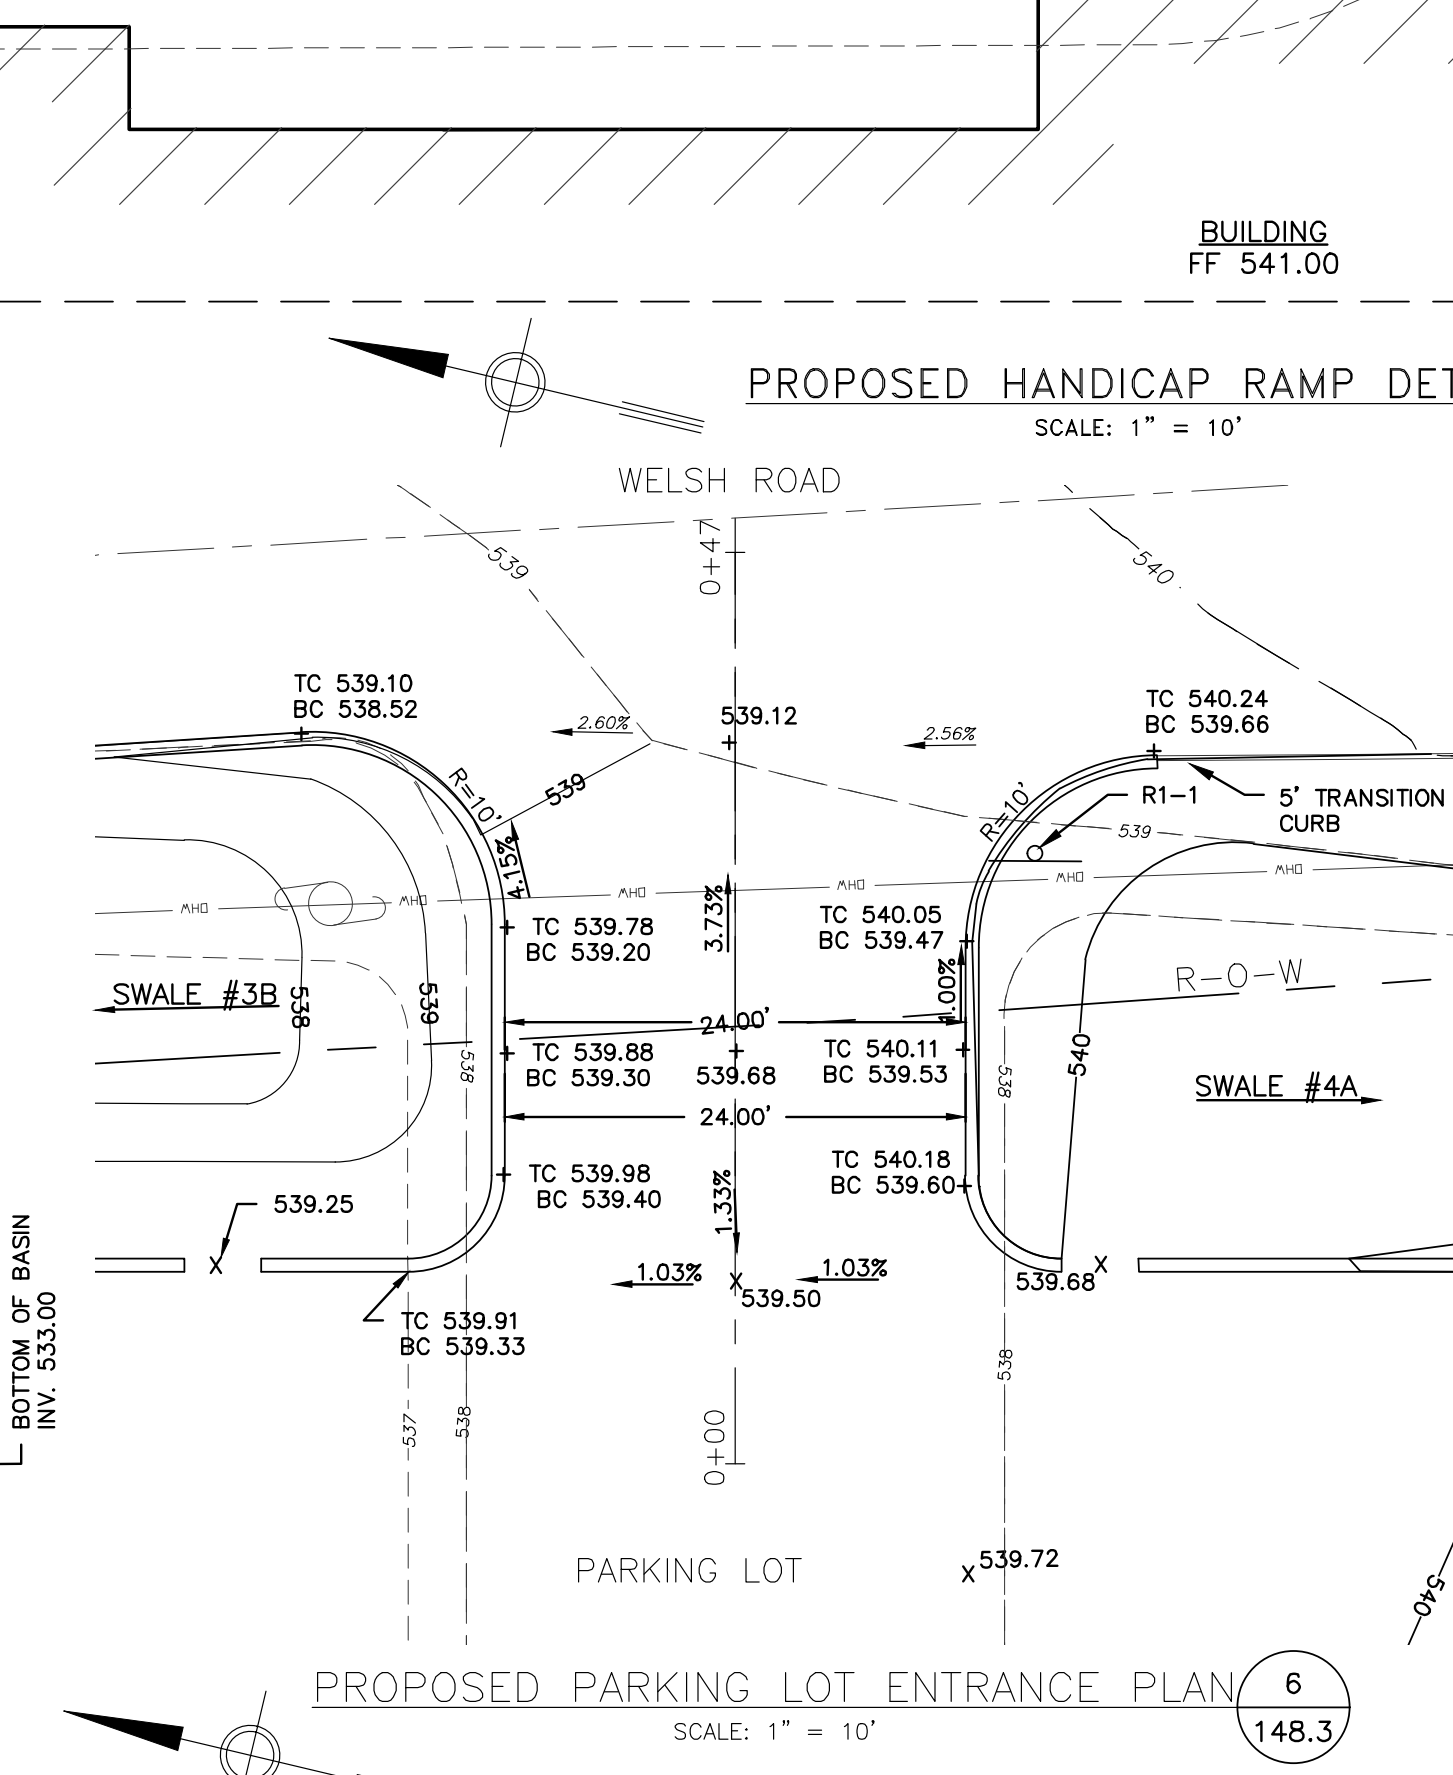 BUILDING
FF 541.00
PROPOSED HANDICAP RAMP DET
SCALE: 1" = 10'
WELSH ROAD
0+47
539
540
TC 539.10
BC 538.52
2.60%
539.12
2.56%
TC 540.24
BC 539.66
R=10'
539
R=10'
R1-1
5' TRANSITION
CURB
539
4.15%
OHW
OHW
OHW
OHW
OHW
OHW
3.73%
TC 539.78
BC 539.20
TC 540.05
BC 539.47
1.00%
R-O-W
SWALE #3B
538
539
24.00'
538
TC 539.88
BC 539.30
539.68
TC 540.11
BC 539.53
538
540
SWALE #4A
24.00'
TC 539.98
BC 539.40
1.33%
TC 540.18
BC 539.60
539.25
BOTTOM OF BASIN
INV. 533.00
1.03%
539.50
1.03%
539.68
TC 539.91
BC 539.33
538
537
538
0+00
PARKING LOT
539.72
540
PROPOSED PARKING LOT ENTRANCE PLAN
SCALE: 1" = 10'
6
148.3